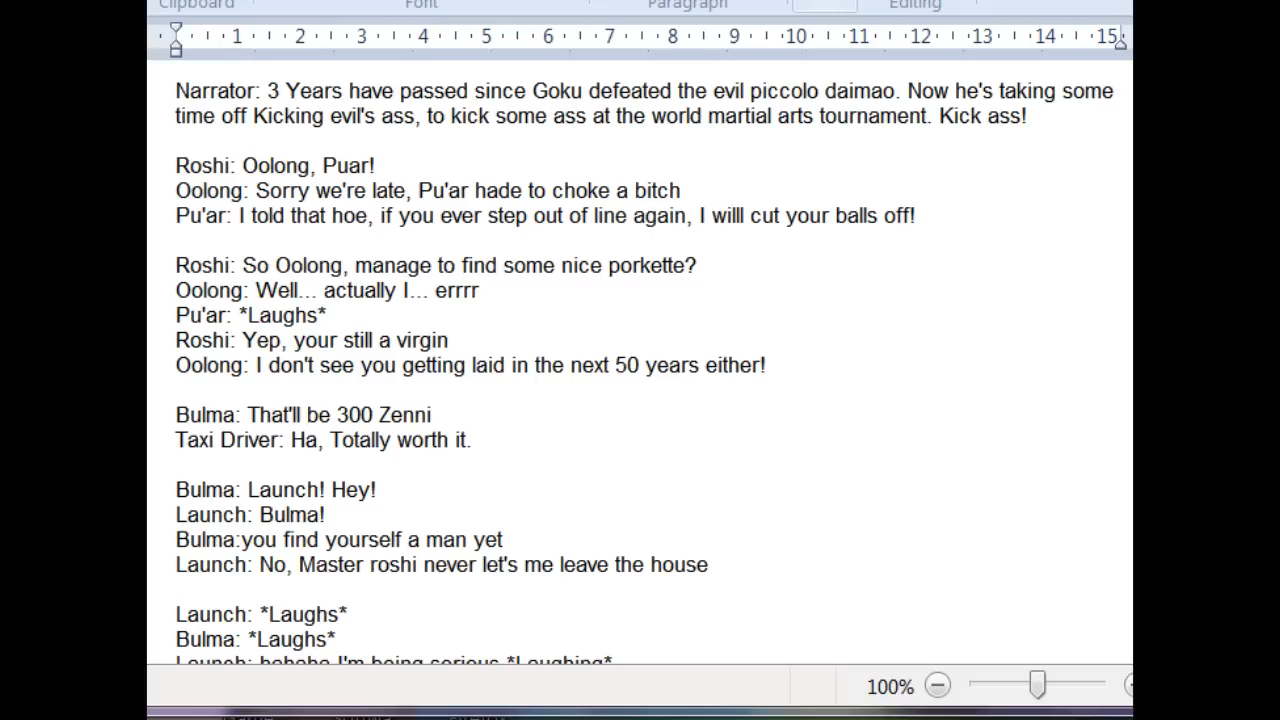 Clipboard Font Paragraph Editing
1 2 3 4 5 6 7 8 9 10 11 12 13 14 15
Narrator: 3 Years have passed since Goku defeated the evil piccolo daimao. Now he's taking some
time off Kicking evil's ass, to kick some ass at the world martial arts tournament. Kick ass!
Roshi: Oolong, Puar!
Oolong: Sorry we're late, Pu'ar hade to choke a bitch
Pu'ar: I told that hoe, if you ever step out of line again, I willl cut your balls off!
Roshi: So Oolong, manage to find some nice porkette?
Oolong: Well... actually I... errrr
Pu'ar: *Laughs*
Roshi: Yep, your still a virgin
Oolong: I don't see you getting laid in the next 50 years either!
Bulma: That'll be 300 Zenni
Taxi Driver: Ha, Totally worth it.
Bulma: Launch! Hey!
Launch: Bulma!
Bulma:you find yourself a man yet
Launch: No, Master roshi never let's me leave the house
Launch: *Laughs*
Bulma: *Laughs*
Launch: hehehe I'm being serious *Laughing*
100%